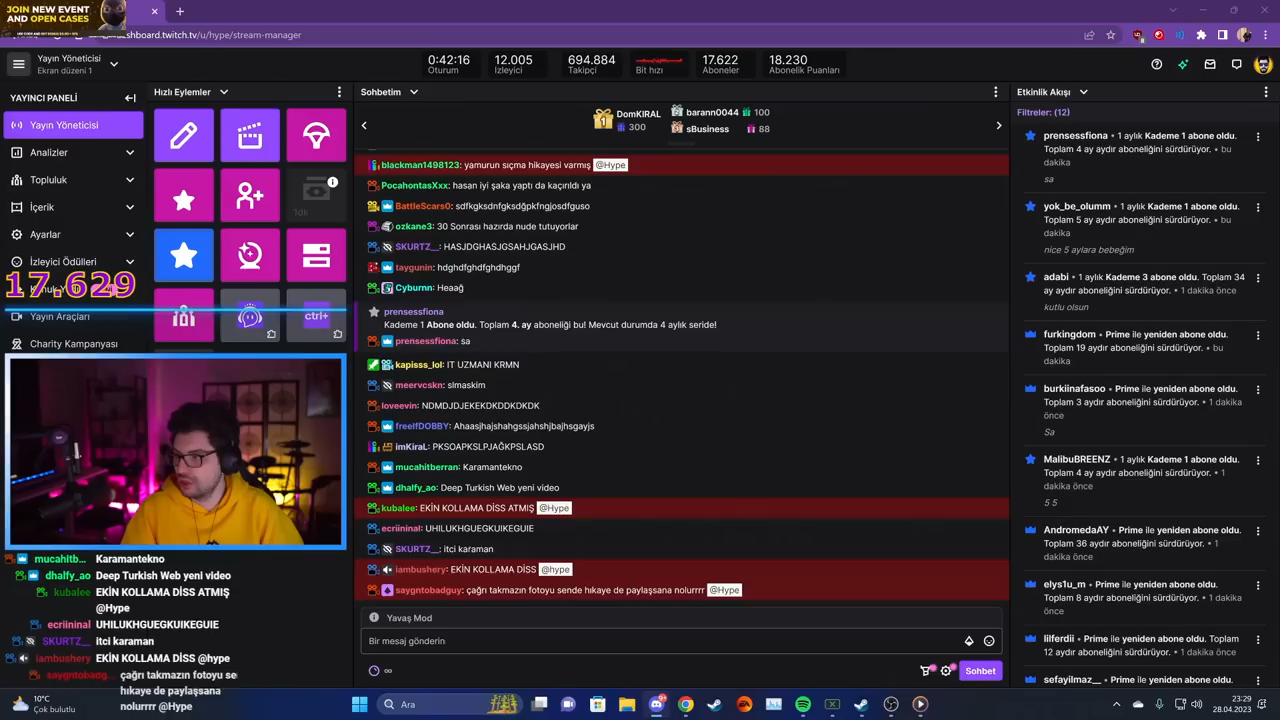 JOIN NEW EVENT
AND OPEN CASES
dashboard.twitch.tv/u/hype/stream-manager
Yayın Yöneticisi
Ekran düzeni 1
0:42:16
Oturum
12.005
İzleyici
694.884
Takipçi
Bit hızı
17.622
Aboneler
18.230
Abonelik Puanları
YAYINCI PANELİ
Yayın Yöneticisi
Analizler
Topluluk
İçerik
Ayarlar
İzleyici Ödülleri
17.629
Yayın Araçları
Charity Kampanyası
Hızlı Eylemler
1dk
ctrl+
Sohbetim
1
DomKIRAL
300
2
barann0044
100
3
sBusiness
88
blackman1498123: yamurun sıçma hikayesi varmış @Hype
PocahontasXxx: hasan iyi şaka yaptı da kaçırıldı ya
BattleScars0: sdfkgksdnfgksdğpkfngjosdfguso
ozkane3: 30 Sonrası hazırda nude tutuyorlar
SKURTZ__: HASJDGHASJGSAHJGASJHD
taygunin: hdghdfghdfghdhggf
Cyburnn: Heaağ
prensessfiona
Kademe 1 Abone oldu. Toplam 4. ay aboneliği bu! Mevcut durumda 4 aylık seride!
prensessfiona: sa
kapisss_lol: IT UZMANI KRMN
meervcskn: slmaskim
loveevin: NDMDJDJEKEKDKDDKDKDK
freelfDOBBY: Ahaasjhajshahgssjahshjbajhsgayjs
imKiraL: PKSOAPKSLPJAĞKPASLD
mucahitberran: Karamantekno
dhalfy_ao: Deep Turkish Web yeni video
kubalee: EKİN KOLLAMA DİSS ATMIŞ @Hype
ecriininal: UHILUKHGUEGKUIKEGUIE
SKURTZ__: itci karaman
iambushery: EKİN KOLLAMA DİSS @hype
saygntobadguy: çağrı takmazın fotoyu sende hıkaye de paylaşsana nolurrrr @Hype
Yavaş Mod
Bir mesaj gönderin
∞
Sohbet
Etkinlik Akışı
Filtreler: (12)
prensessfiona • 1 aylık Kademe 1 abone oldu.
Toplam 4 ay aboneliğini sürdürüyor. • bu
dakika
sa
yok_be_olumm • 1 aylık Kademe 1 abone oldu.
Toplam 5 ay aboneliğini sürdürüyor. • bu
dakika
nice 5 aylara bebeğim
adabi • 1 aylık Kademe 3 abone oldu. Toplam 34
ay aboneliğini sürdürüyor. • 1 dakika önce
kutlu olsun
furkingdom • Prime ile yeniden abone oldu.
Toplam 19 aydır aboneliğini sürdürüyor. • bu
dakika
burkiinafasoo • Prime ile yeniden abone oldu.
Toplam 3 aydır aboneliğini sürdürüyor. • 1 dakika
önce
Sa
MalibuBREENZ • 1 aylık Kademe 1 abone oldu.
Toplam 4 ay aboneliğini sürdürüyor. • 1
dakika önce
5 5
AndromedaAY • Prime ile yeniden abone oldu.
Toplam 36 aydır aboneliğini sürdürüyor. • 1
dakika önce
elys1u_m • Prime ile yeniden abone oldu.
Toplam 8 aydır aboneliğini sürdürüyor. • 1 dakika
önce
lilferdii • Prime ile yeniden abone oldu. Toplam
12 aydır aboneliğini sürdürüyor. • 1 dakika önce
sefayilmaz__ • Prime ile yeniden abone oldu.
mucahitb... Karamantekno
dhalfy_ao Deep Turkish Web yeni video
kubalee EKİN KOLLAMA DİSS ATMIŞ
@Hype
ecriininal UHILUKHGUEGKUIKEGUIE
SKURTZ__ itci karaman
iambushery EKİN KOLLAMA DİSS @hype
saygntobadg... çağrı takmazın fotoyu sen
hıkaye de paylaşsana
nolurrrr @Hype
10°C
Çok bulutlu
Ara
23:29
28.04.2023